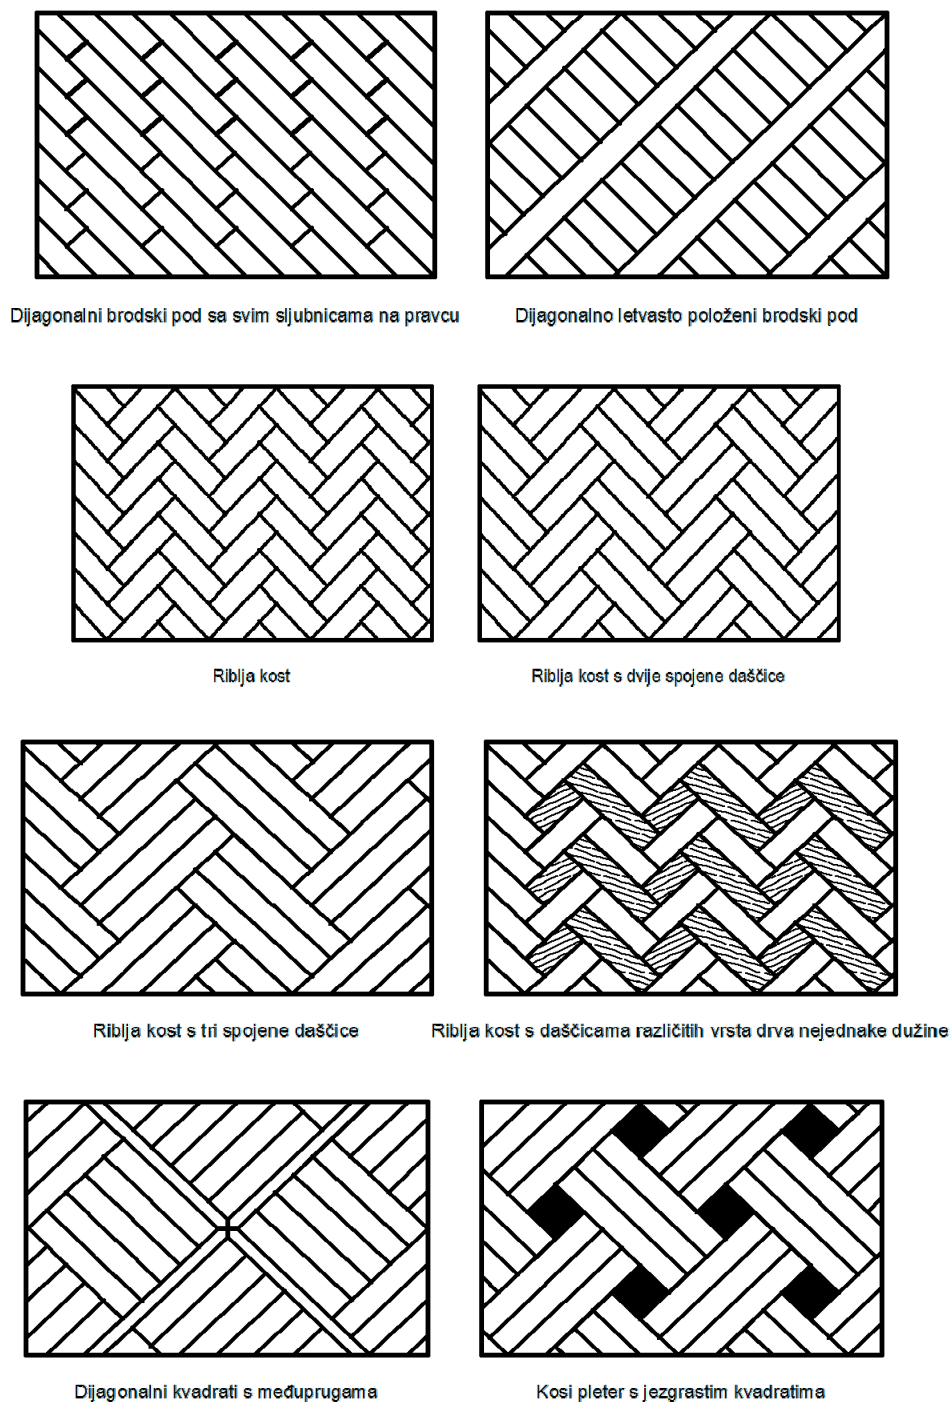 Dijagonalni brodski pod sa svim sljubnicama na pravcu
Dijagonalno letvasto položeni brodski pod
Riblja kost
Riblja kost s dvije spojene daščice
Riblja kost s tri spojene daščice
Riblja kost s daščicama različitih vrsta drva nejednake dužine
Dijagonalni kvadrati s međuprugama
Kosi pleter s jezgrastim kvadratima